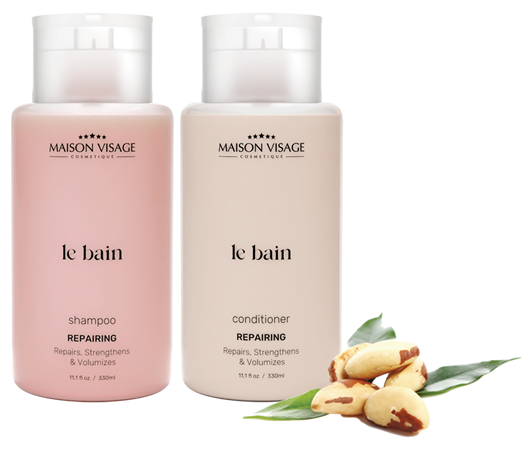 MAISON VISAGE
COSMETIQUE
le bain
shampoo
REPAIRING
Repairs, Strengthens
& Volumizes
11.1 fl oz / 330ml
MAISON VISAGE
COSMETIQUE
le bain
conditioner
REPAIRING
Repairs, Strengthens
& Volumizes
11.1 fl oz / 330ml